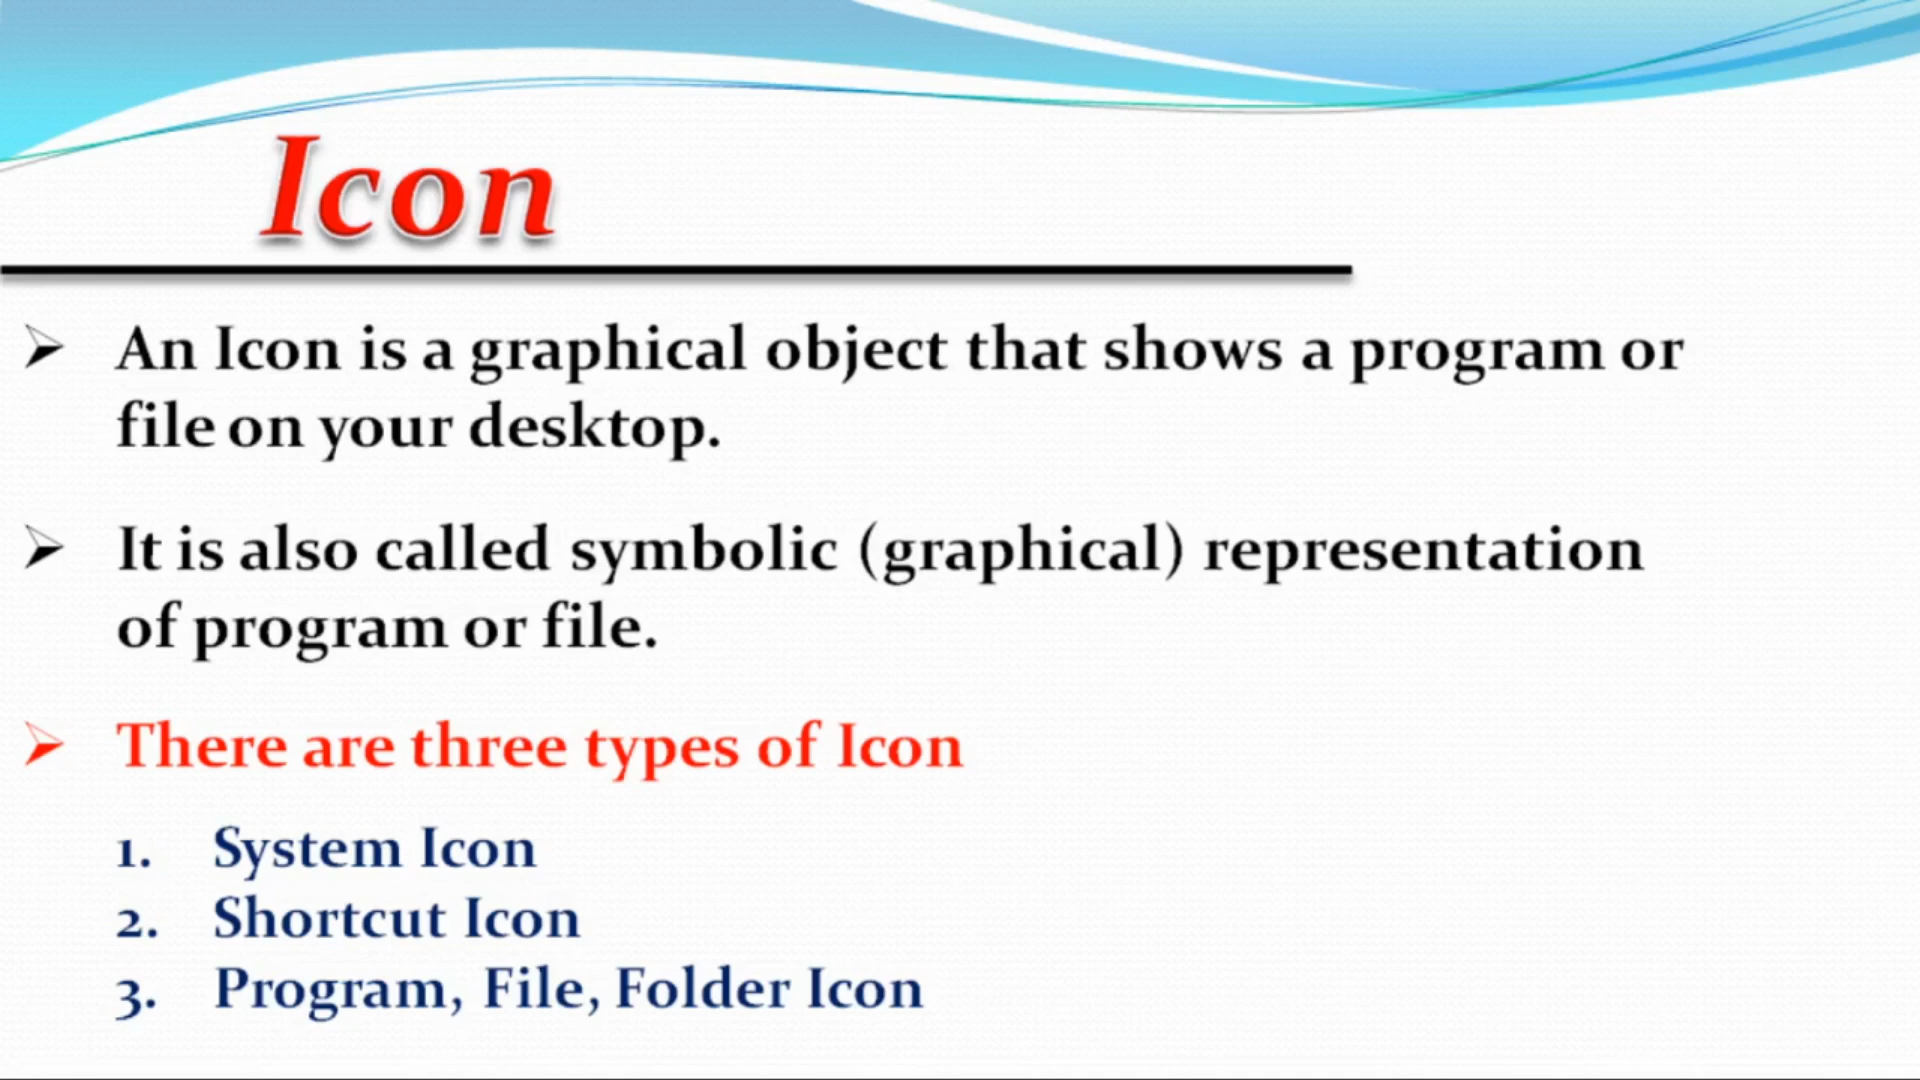 Icon
➢ An Icon is a graphical object that shows a program or
file on your desktop.
➢ It is also called symbolic (graphical) representation
of program or file.
➢ There are three types of Icon
1. System Icon
2. Shortcut Icon
3. Program, File, Folder Icon